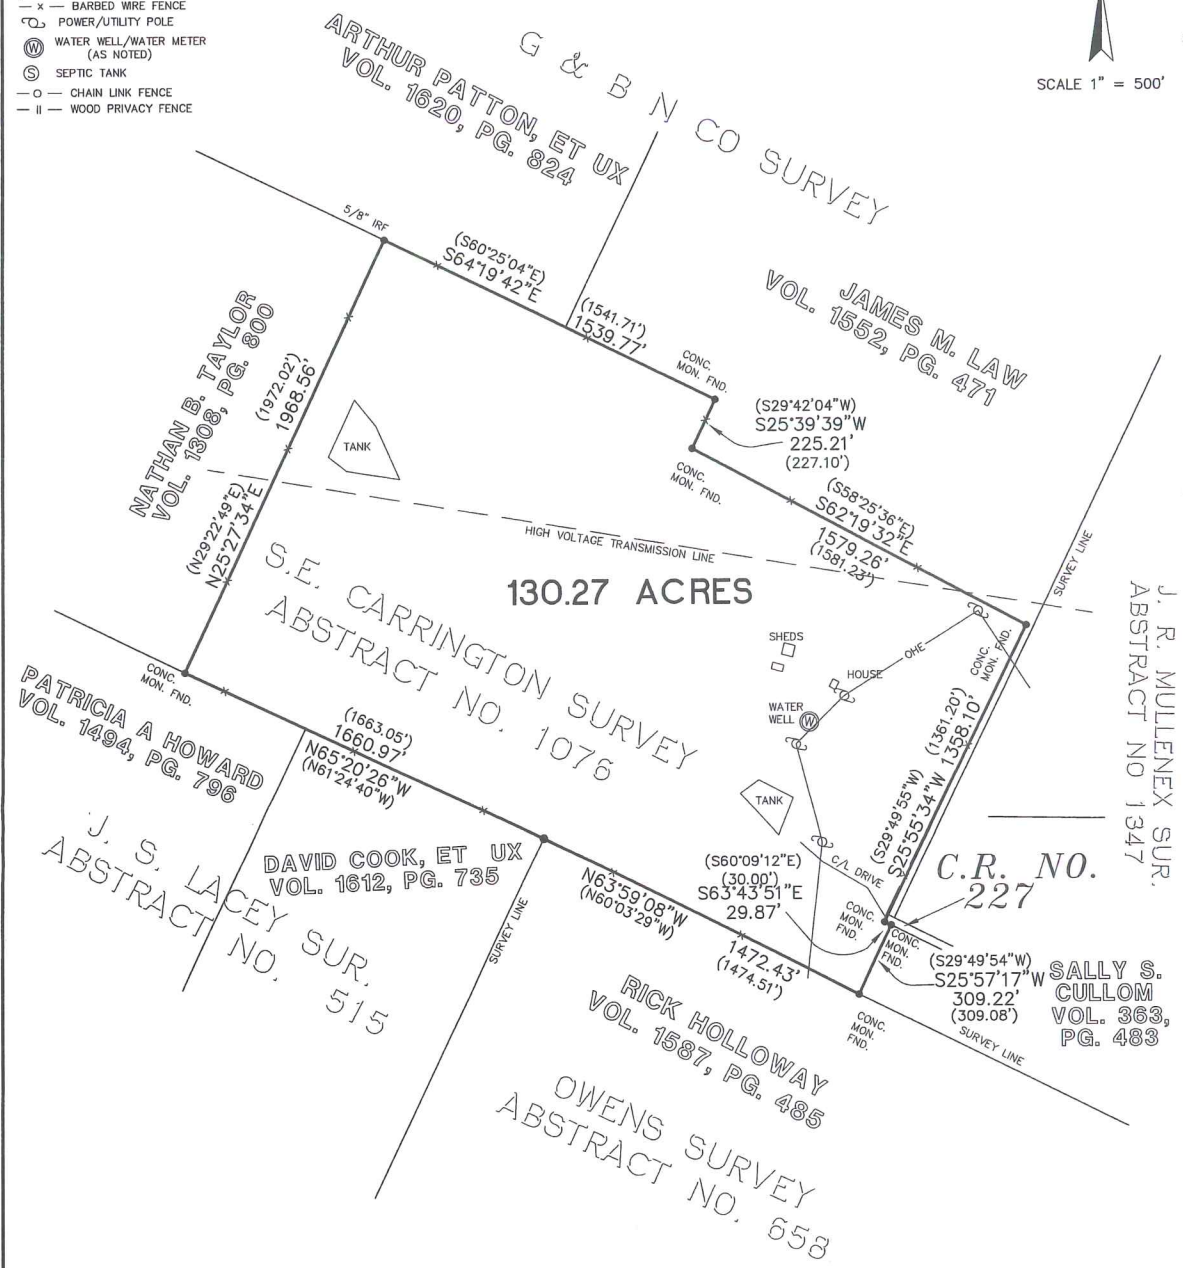 — x — BARBED WIRE FENCE
POWER/UTILITY POLE
W WATER WELL/WATER METER
(AS NOTED)
S SEPTIC TANK
— O — CHAIN LINK FENCE
— II — WOOD PRIVACY FENCE
SCALE 1" = 500'
G & B N CO SURVEY
ARTHUR PATTON, ET UX
VOL. 1620, PG. 824
5/8" IRF
(S60°25'04"E)
S64°19'42"E
(1541.71')
1539.77'
JAMES M. LAW
VOL. 1552, PG. 471
CONC.
MON. FND.
(S29°42'04"W)
S25°39'39"W
225.21'
(227.10')
CONC.
MON. FND.
NATHAN B. TAYLOR
VOL. 1308, PG. 800
(1972.02')
1968.56'
(N29°22'49"E)
N25°27'34"E
TANK
(S58°25'36"E)
S62°19'32"E
1579.26'
(1581.23')
HIGH VOLTAGE TRANSMISSION LINE
SURVEY LINE
130.27 ACRES
S.E. CARRINGTON SURVEY
ABSTRACT NO. 1076
J. R. MULLENEX SUR.
ABSTRACT NO 1347
SHEDS
HOUSE
OHE
CONC.
MON. FND.
WATER
WELL W
TANK
(1361.20')
1358.10'
(S29°49'55"W)
S25°55'34"W
CONC.
MON. FND.
PATRICIA A HOWARD
VOL. 1494, PG. 796
(1663.05')
1660.97'
N65°20'26"W
(N61°24'40"W)
J. S. LACEY SUR.
ABSTRACT NO. 515
DAVID COOK, ET UX
VOL. 1612, PG. 735
SURVEY LINE
N63°59'08"W
(N60°03'29"W)
1472.43'
(1474.51')
(S60°09'12"E)
(30.00')
S63°43'51"E
29.87'
C/L DRIVE
C.R. NO.
227
CONC.
MON.
FND.
CONC.
MON.
FND.
(S29°49'54"W)
S25°57'17"W
309.22'
(309.08')
SALLY S.
CULLOM
VOL. 363,
PG. 483
CONC.
MON.
FND.
SURVEY LINE
RICK HOLLOWAY
VOL. 1587, PG. 485
OWENS SURVEY
ABSTRACT NO. 658